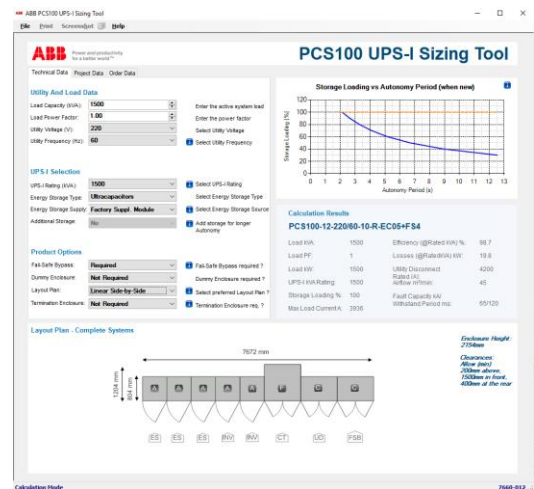 ABB PCS100 UPS-I Sizing Tool
File Print Screenshot Help
ABB Power and productivity for a better world™
PCS100 UPS-I Sizing Tool
Technical Data Project Data Order Data
Utility And Load Data
Load Capacity (kVA): 1500 Enter the active system load
Load Power Factor: 1.00 Enter the power factor
Utility Voltage (V): 220 Select Utility Voltage
Utility Frequency (Hz): 60 Select Utility Frequency
UPS-I Selection
UPS-I Rating (kVA): 1500 Select UPS-I Rating
Energy Storage Type: Ultracapacitors Select Energy Storage Type
Energy Storage Supply: Factory Suppl. Module Select Energy Storage Source
Additional Storage: No Add storage for longer Autonomy
Product Options
Fail-Safe Bypass: Required Fail-Safe Bypass required ?
Dummy Enclosure: Not Required Dummy Enclosure required ?
Layout Plan: Linear Side-by-Side Select preferred Layout Plan ?
Termination Enclosure: Not Required Termination Enclosure req. ?
Storage Loading vs Autonomy Period (when new)
Storage Loading [%]
120
100
80
60
40
20
0
0 1 2 3 4 5 6 7 8 9 10 11 12 13
Autonomy Period (s)
Calculation Results
PCS100-12-220/60-10-R-EC05+FS4
Load kVA: 1500 Efficiency (@Rated kVA) %: 98.7
Load PF: 1 Losses (@RatedkVA) kW: 19.8
Load kW: 1500 Utility Disconnect Rated (A): 4200
UPS-I kVA Rating: 1500 Airflow m³/min: 45
Storage Loading %: 100 Fault Capacity kA/
Max Load Current A: 3936 Withstand Period ms: 65/120
Layout Plan - Complete Systems
7672 mm
1204 mm
804 mm
A A A A A F G G
ES ES ES INV INV CT UD FSB
Enclosure Height :
2154mm
Clearances:
Allow (min)
200mm above,
1500mm in front,
400mm at the rear
Calculation Mode 7660-012